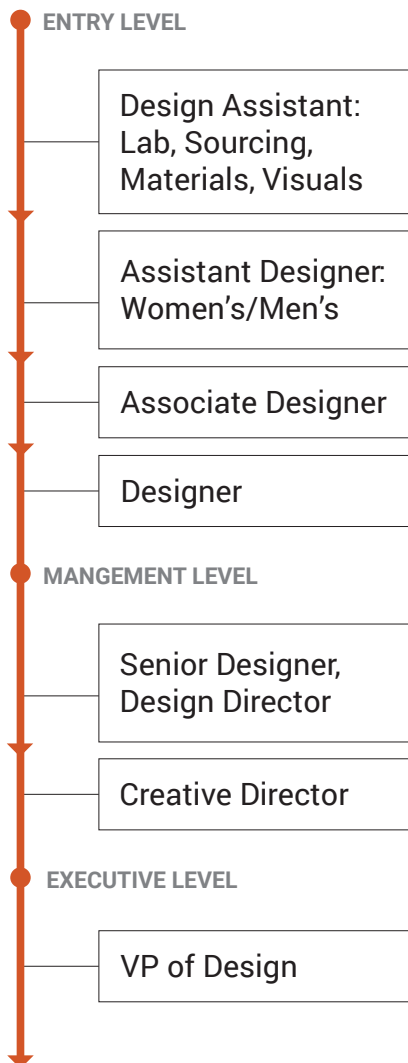 ENTRY LEVEL
Design Assistant:
Lab, Sourcing,
Materials, Visuals
Assistant Designer:
Women’s/Men’s
Associate Designer
Designer
MANGEMENT LEVEL
Senior Designer,
Design Director
Creative Director
EXECUTIVE LEVEL
VP of Design